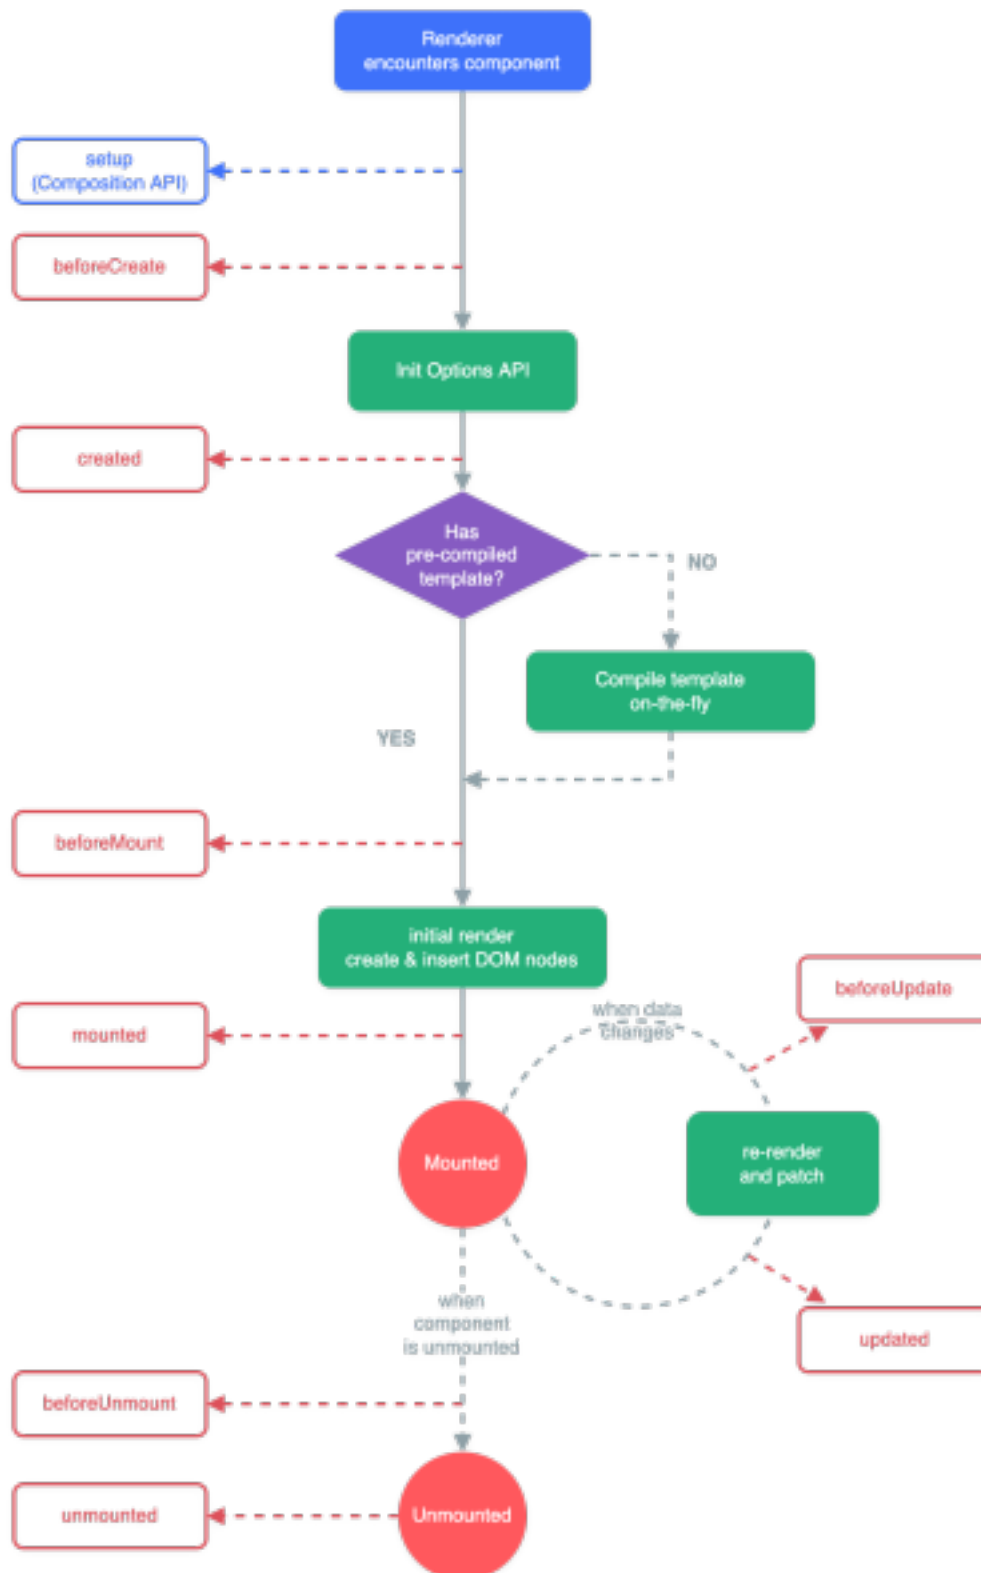 Renderer
encounters component
setup
(Composition API)
beforeCreate
Init Options API
created
Has
pre-compiled
template?
NO
Compile template
on-the-fly
YES
beforeMount
initial render
create & insert DOM nodes
beforeUpdate
when data
changes
mounted
Mounted
re-render
and patch
when
component
is unmounted
updated
beforeUnmount
unmounted
Unmounted